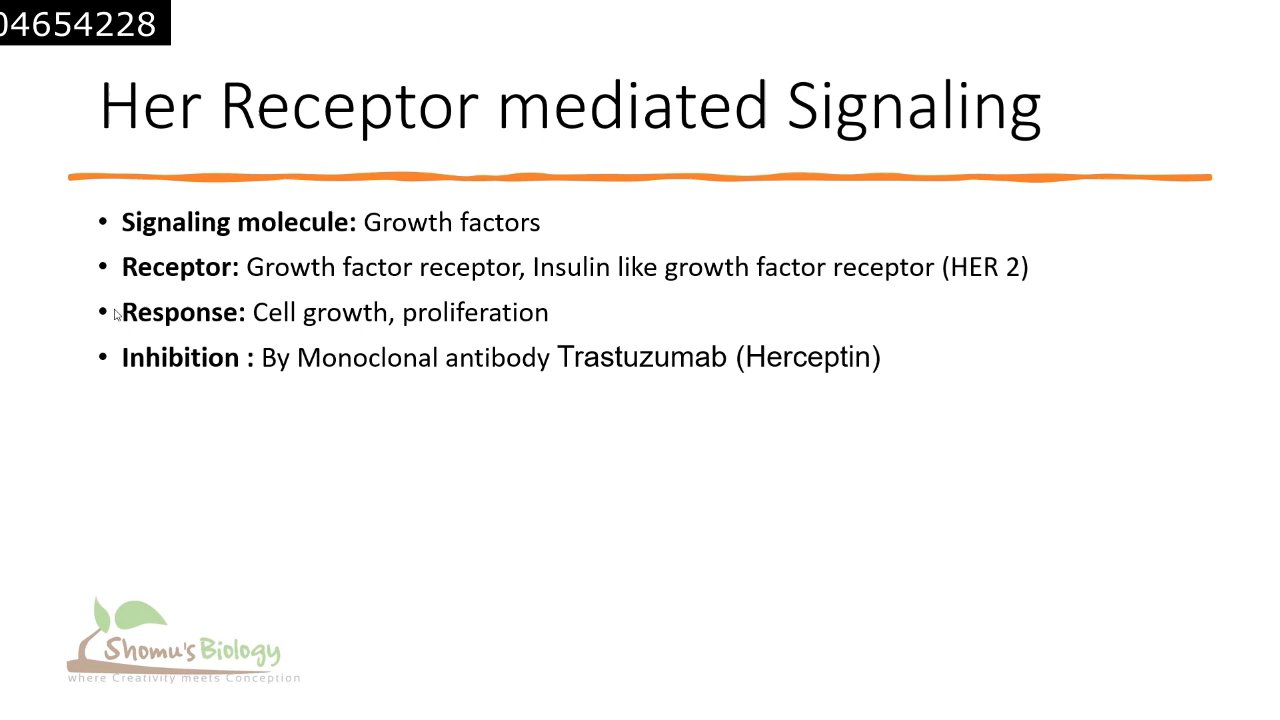 04654228
Her Receptor mediated Signaling
• Signaling molecule: Growth factors
• Receptor: Growth factor receptor, Insulin like growth factor receptor (HER 2)
• Response: Cell growth, proliferation
• Inhibition : By Monoclonal antibody Trastuzumab (Herceptin)
Shomu's Biology
where Creativity meets Conception